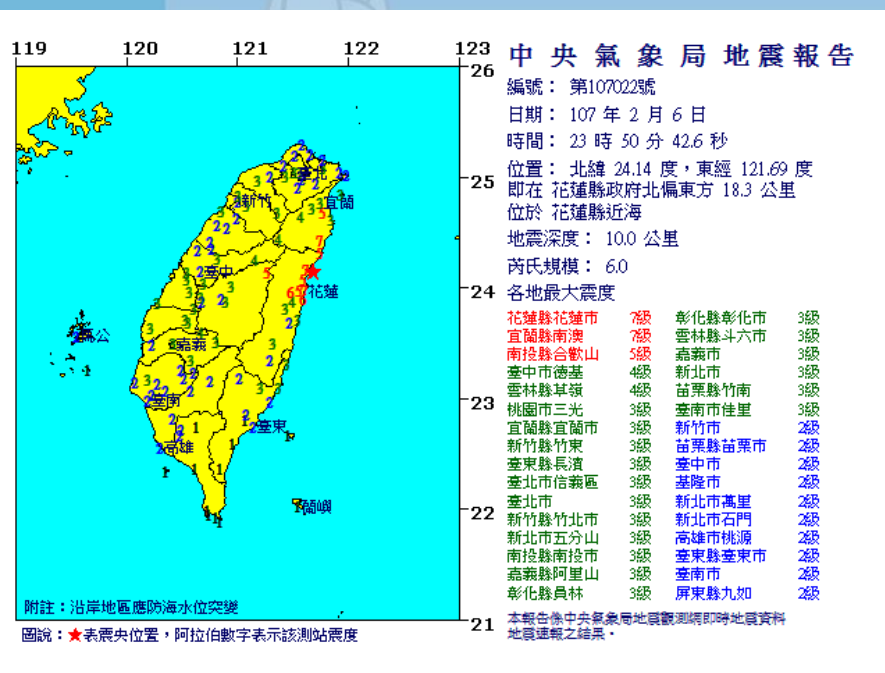 119 120 121 122 123
26
25
24
23
22
21
臺北
新竹
宜蘭
臺中
花蓮
馬公
嘉義
臺南
臺東
高雄
蘭嶼
附註：沿岸地區應防海水位突變
圖說：★表震央位置，阿拉伯數字表示該測站震度
中央氣象局地震報告
編號： 第107022號
日期： 107 年 2 月 6 日
時間： 23 時 50 分 42.6 秒
位置： 北緯 24.14 度，東經 121.69 度
即在 花蓮縣政府北偏東方 18.3 公里
位於 花蓮縣近海
地震深度： 10.0 公里
芮氏規模： 6.0
各地最大震度
花蓮縣花蓮市 7級 彰化縣彰化市 3級
宜蘭縣南澳 7級 雲林縣斗六市 3級
南投縣合歡山 5級 嘉義市 3級
臺中市德基 4級 新北市 3級
雲林縣草嶺 4級 苗栗縣竹南 3級
桃園市三光 3級 臺南市佳里 3級
宜蘭縣宜蘭市 3級 新竹市 2級
新竹縣竹東 3級 苗栗縣苗栗市 2級
臺東縣長濱 3級 臺中市 2級
臺北市信義區 3級 基隆市 2級
臺北市 3級 新北市萬里 2級
新竹縣竹北市 3級 新北市石門 2級
新北市五分山 3級 高雄市桃源 2級
南投縣南投市 3級 臺東縣臺東市 2級
嘉義縣阿里山 3級 臺南市 2級
彰化縣員林 3級 屏東縣九如 2級
本報告係中央氣象局地震觀測網即時地震資料
地震速報之結果。